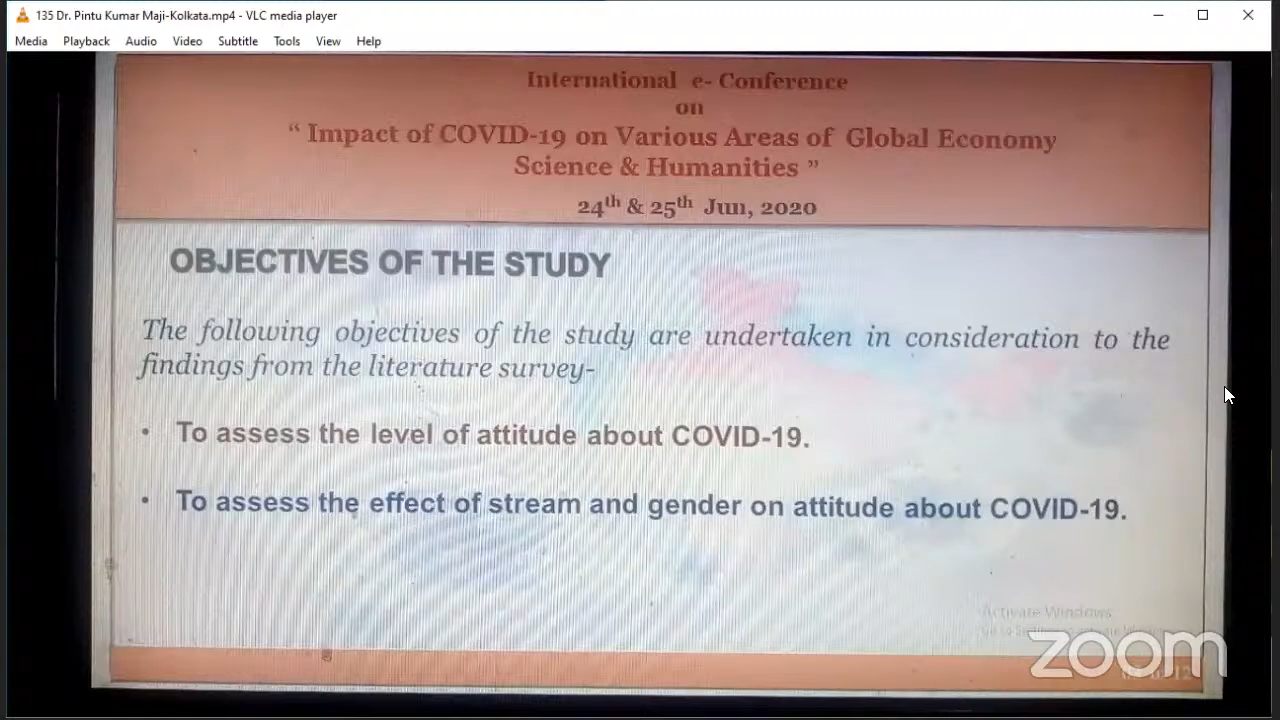 135 Dr. Pintu Kumar Maji-Kolkata.mp4 - VLC media player
Media Playback Audio Video Subtitle Tools View Help
International e- Conference
on
“ Impact of COVID-19 on Various Areas of Global Economy
Science & Humanities ”
24th & 25th Jun, 2020
OBJECTIVES OF THE STUDY
The following objectives of the study are undertaken in consideration to the
findings from the literature survey-
• To assess the level of attitude about COVID-19.
• To assess the effect of stream and gender on attitude about COVID-19.
Activate Windows
zoom